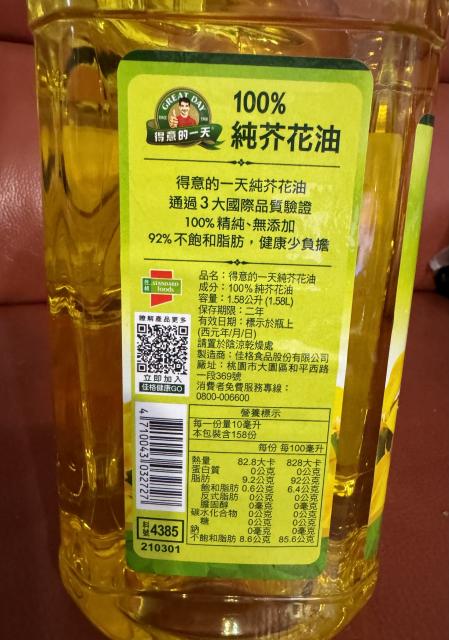 GREAT DAY
得意的一天
100%
純芥花油
得意的一天純芥花油
通過3大國際品質驗證
100%精純、無添加
92%不飽和脂肪，健康少負擔
佳格
STANDARD
foods
了解產品更多
立即加入
佳格健康GO
品名：得意的一天純芥花油
成分：100%純芥花油
容量：1.58公升(1.58L)
保存期限：二年
有效日期：標示於瓶上
(西元年/月/日)
請置於陰涼乾燥處
製造商：佳格食品股份有限公司
廠址：桃園市大園區和平西路
一段369號
消費者免費服務專線：
0800-006600
營養標示
每一份量10毫升
本包裝含158份
每份 每100毫升
熱量 82.8大卡 828大卡
蛋白質 0公克 0公克
脂肪 9.2公克 92公克
飽和脂肪 0.6公克 6.4公克
反式脂肪 0公克 0公克
膽固醇 0毫克 0毫克
碳水化合物 0公克 0公克
糖 0公克 0公克
鈉 0毫克 0毫克
不飽和脂肪 8.6公克 85.6公克
4 710043 032721
料號 4385
210301